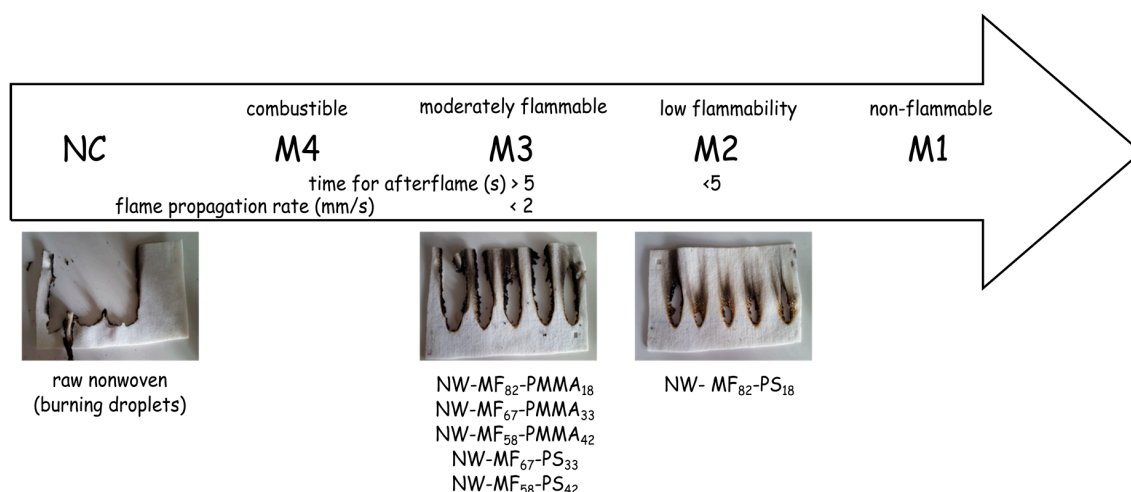 combustible moderately flammable low flammability non-flammable
NC M4 M3 M2 M1
time for afterflame (s) > 5 <5
flame propagation rate (mm/s) < 2
raw nonwoven
(burning droplets)
NW-MF₈₂-PMMA₁₈
NW-MF₆₇-PMMA₃₃
NW-MF₅₈-PMMA₄₂
NW-MF₆₇-PS₃₃
NW-MF₅₈-PS₄₂
NW- MF₈₂-PS₁₈